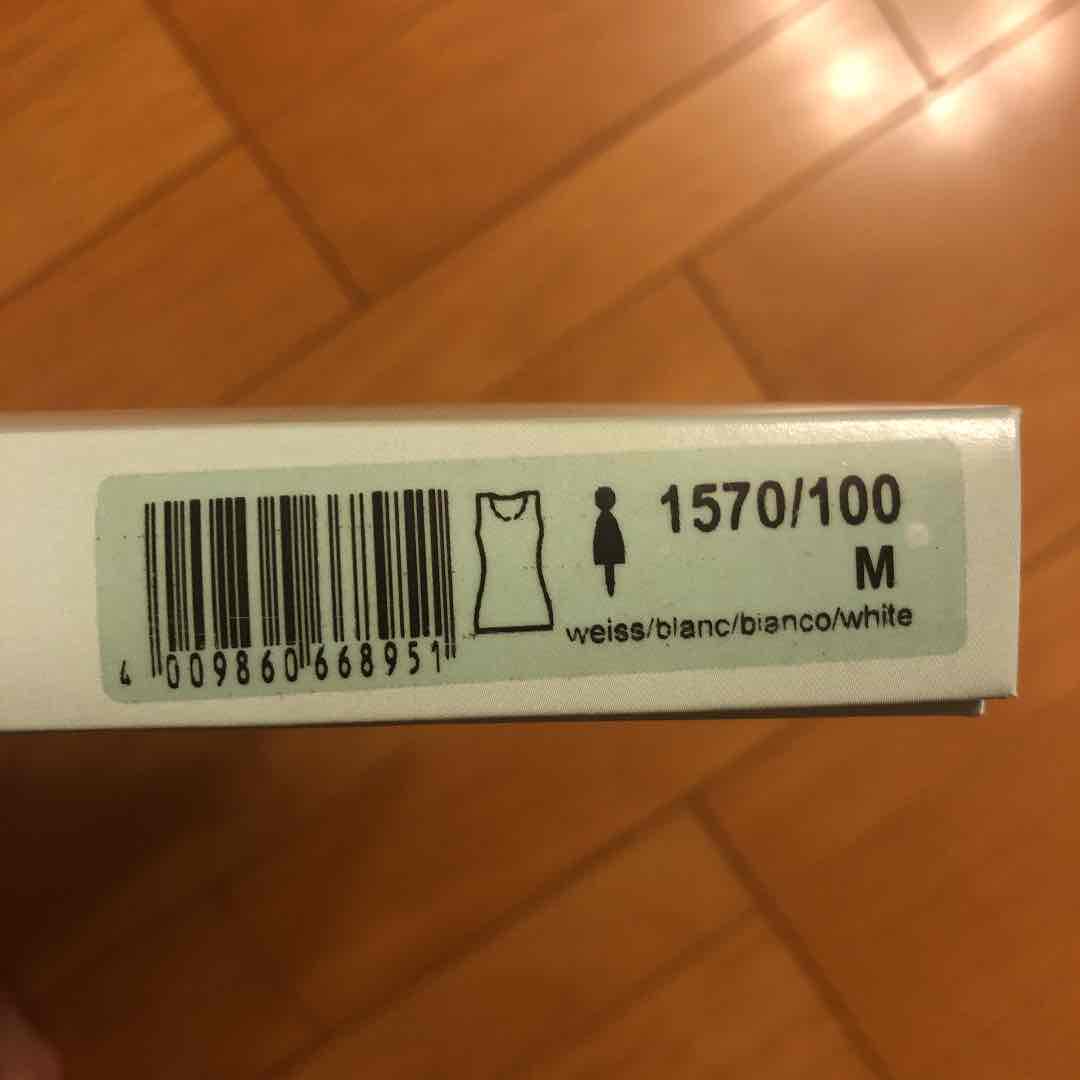 1570/100
M
weiss/blanc/bianco/white
4 009860 668951